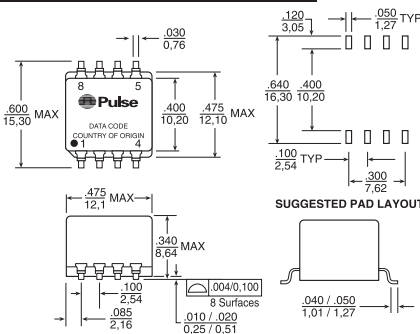 .030
0,76
.120
3,05
.050
1,27 TYP
8 5
Pulse
DATA CODE
COUNTRY OF ORIGIN
1 4
.600
15,30 MAX
.400
10,20
.475
12,10 MAX
.640
16,30
.400
10,20
.100
2,54 TYP
.300
7,62
SUGGESTED PAD LAYOUT
.475
12,1 MAX
.340
8,64 MAX
.100
2,54
.085
2,16
.004/0,100
8 Surfaces
.010 / .020
0,25 / 0,51
.040 / .050
1,01 / 1,27